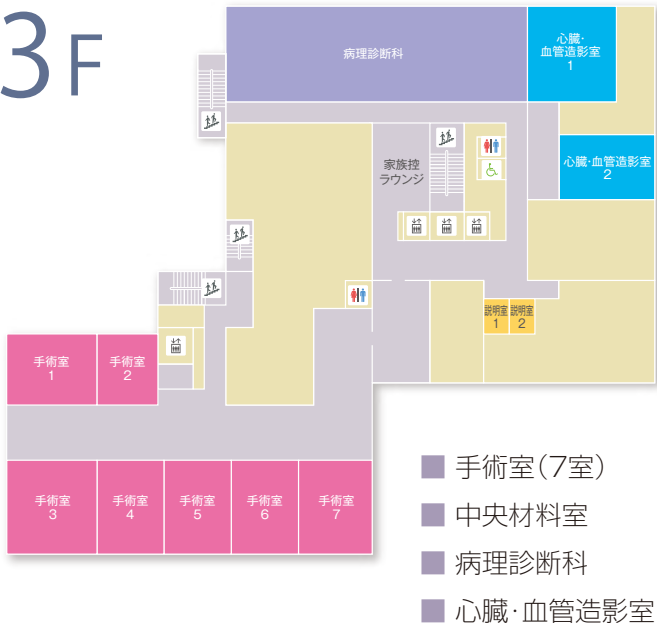 3F
病理診断科
心臓・
血管造影室
1
心臓・血管造影室
2
家族控
ラウンジ
説明室
1
説明室
2
手術室
1
手術室
2
手術室
3
手術室
4
手術室
5
手術室
6
手術室
7
手術室(7室)
中央材料室
病理診断科
心臓・血管造影室